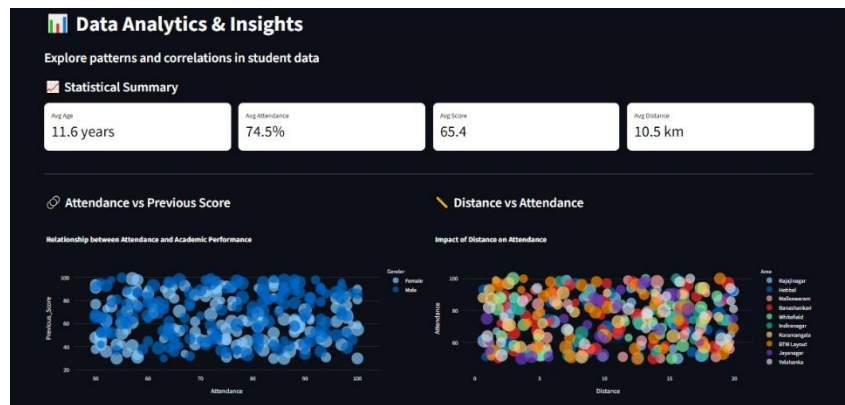 Data Analytics & Insights
Explore patterns and correlations in student data
Statistical Summary
Avg Age
11.6 years
Avg Attendance
74.5%
Avg Score
65.4
Avg Distance
10.5 km
Attendance vs Previous Score
Relationship between Attendance and Academic Performance
Gender
Female
Male
100
80
60
40
20
Previous_Score
50
60
70
80
90
100
Attendance
Distance vs Attendance
Impact of Distance on Attendance
Area
Rajajinagar
Hebbal
Malleswaram
Banashankari
Whitefield
Indiranagar
Koramangala
BTM Layout
Jayanagar
Yelahanka
100
80
60
Attendance
0
5
10
15
20
Distance